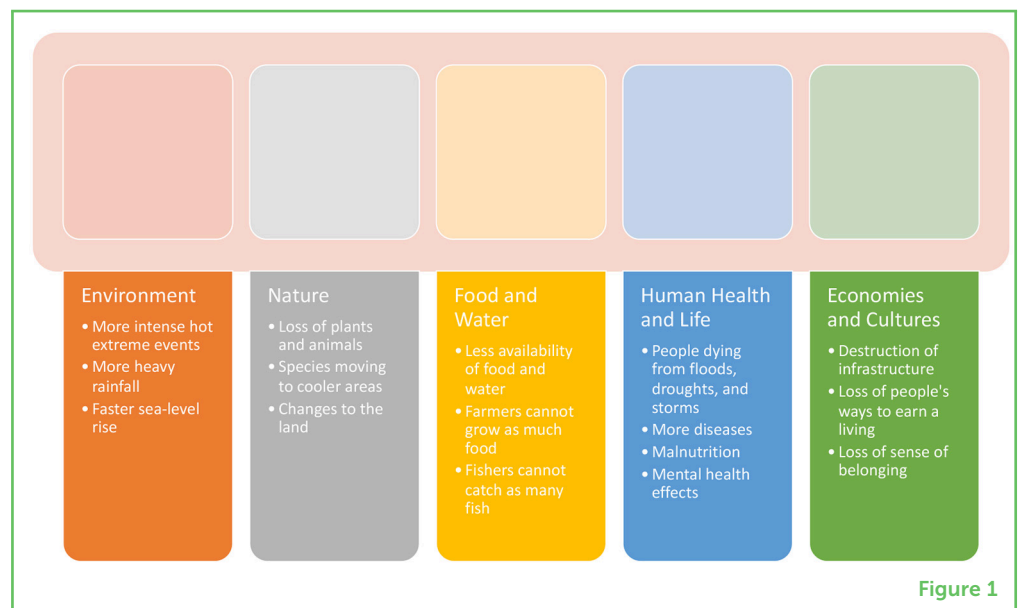 Environment
• More intense hot
extreme events
• More heavy
rainfall
• Faster sea-level
rise
Nature
• Loss of plants
and animals
• Species moving
to cooler areas
• Changes to the
land
Food and
Water
• Less availability
of food and
water
• Farmers cannot
grow as much
food
• Fishers cannot
catch as many
fish
Human Health
and Life
• People dying
from floods,
droughts, and
storms
• More diseases
• Malnutrition
• Mental health
effects
Economies
and Cultures
• Destruction of
infrastructure
• Loss of people's
ways to earn a
living
• Loss of sense of
belonging
Figure 1